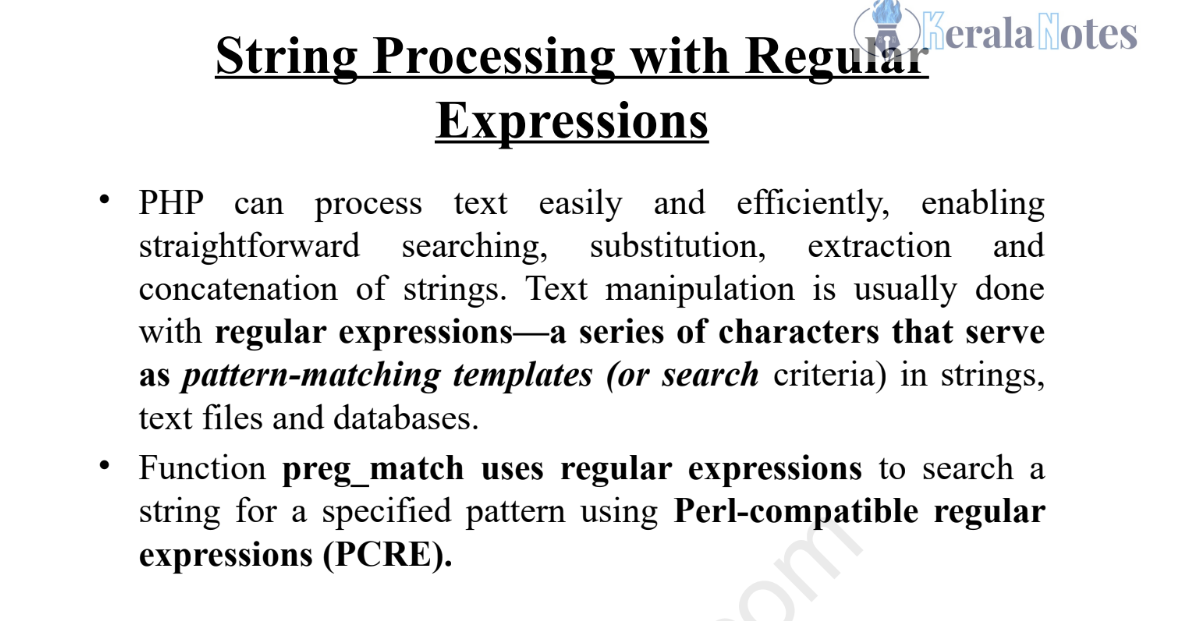 KeralaNotes
String Processing with Regular
Expressions
• PHP can process text easily and efficiently, enabling
straightforward searching, substitution, extraction and
concatenation of strings. Text manipulation is usually done
with regular expressions—a series of characters that serve
as pattern-matching templates (or search criteria) in strings,
text files and databases.
• Function preg_match uses regular expressions to search a
string for a specified pattern using Perl-compatible regular
expressions (PCRE).
om